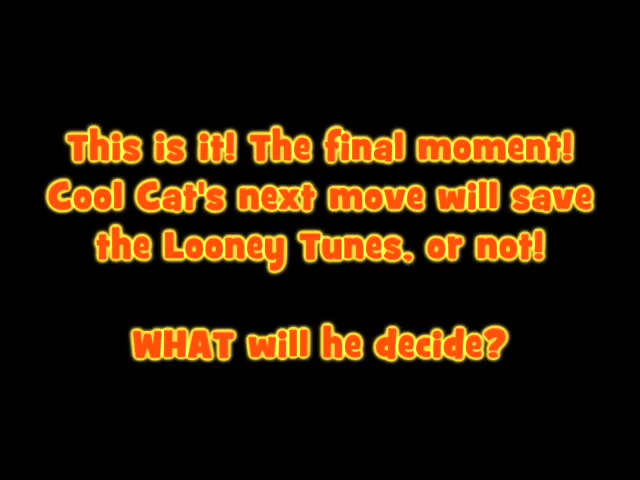 This is it! The final moment!
Cool Cat's next move will save
the Looney Tunes, or not!
WHAT will he decide?